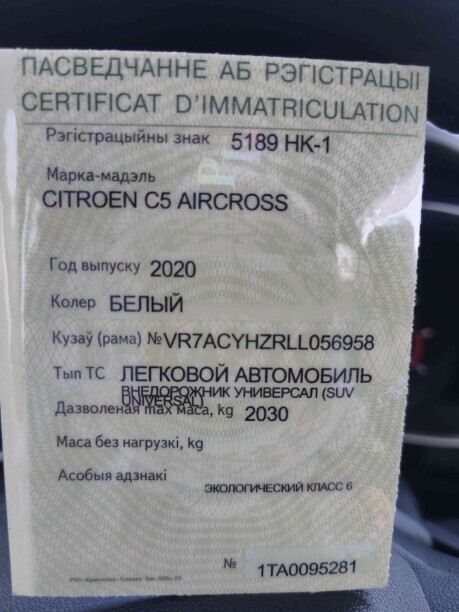 ПАСВЕДЧАННЕ АБ РЭГІСТРАЦЫІ
CERTIFICAT D'IMMATRICULATION
Рэгістрацыйны знак 5189 НК-1
Марка-мадэль
CITROEN C5 AIRCROSS
Год выпуску 2020
Колер БЕЛЫЙ
Кузаў (рама) № VR7ACYHZRLL056958
Тып ТС ЛЕГКОВОЙ АВТОМОБИЛЬ
ВНЕДОРОЖНИК УНИВЕРСАЛ (SUV
UNIVERSAL)
Дазволеная max маса, kg 2030
Маса без нагрузкі, kg
Асобыя адзнакі
ЭКОЛОГИЧЕСКИЙ КЛАСС 6
№ 1TA0095281